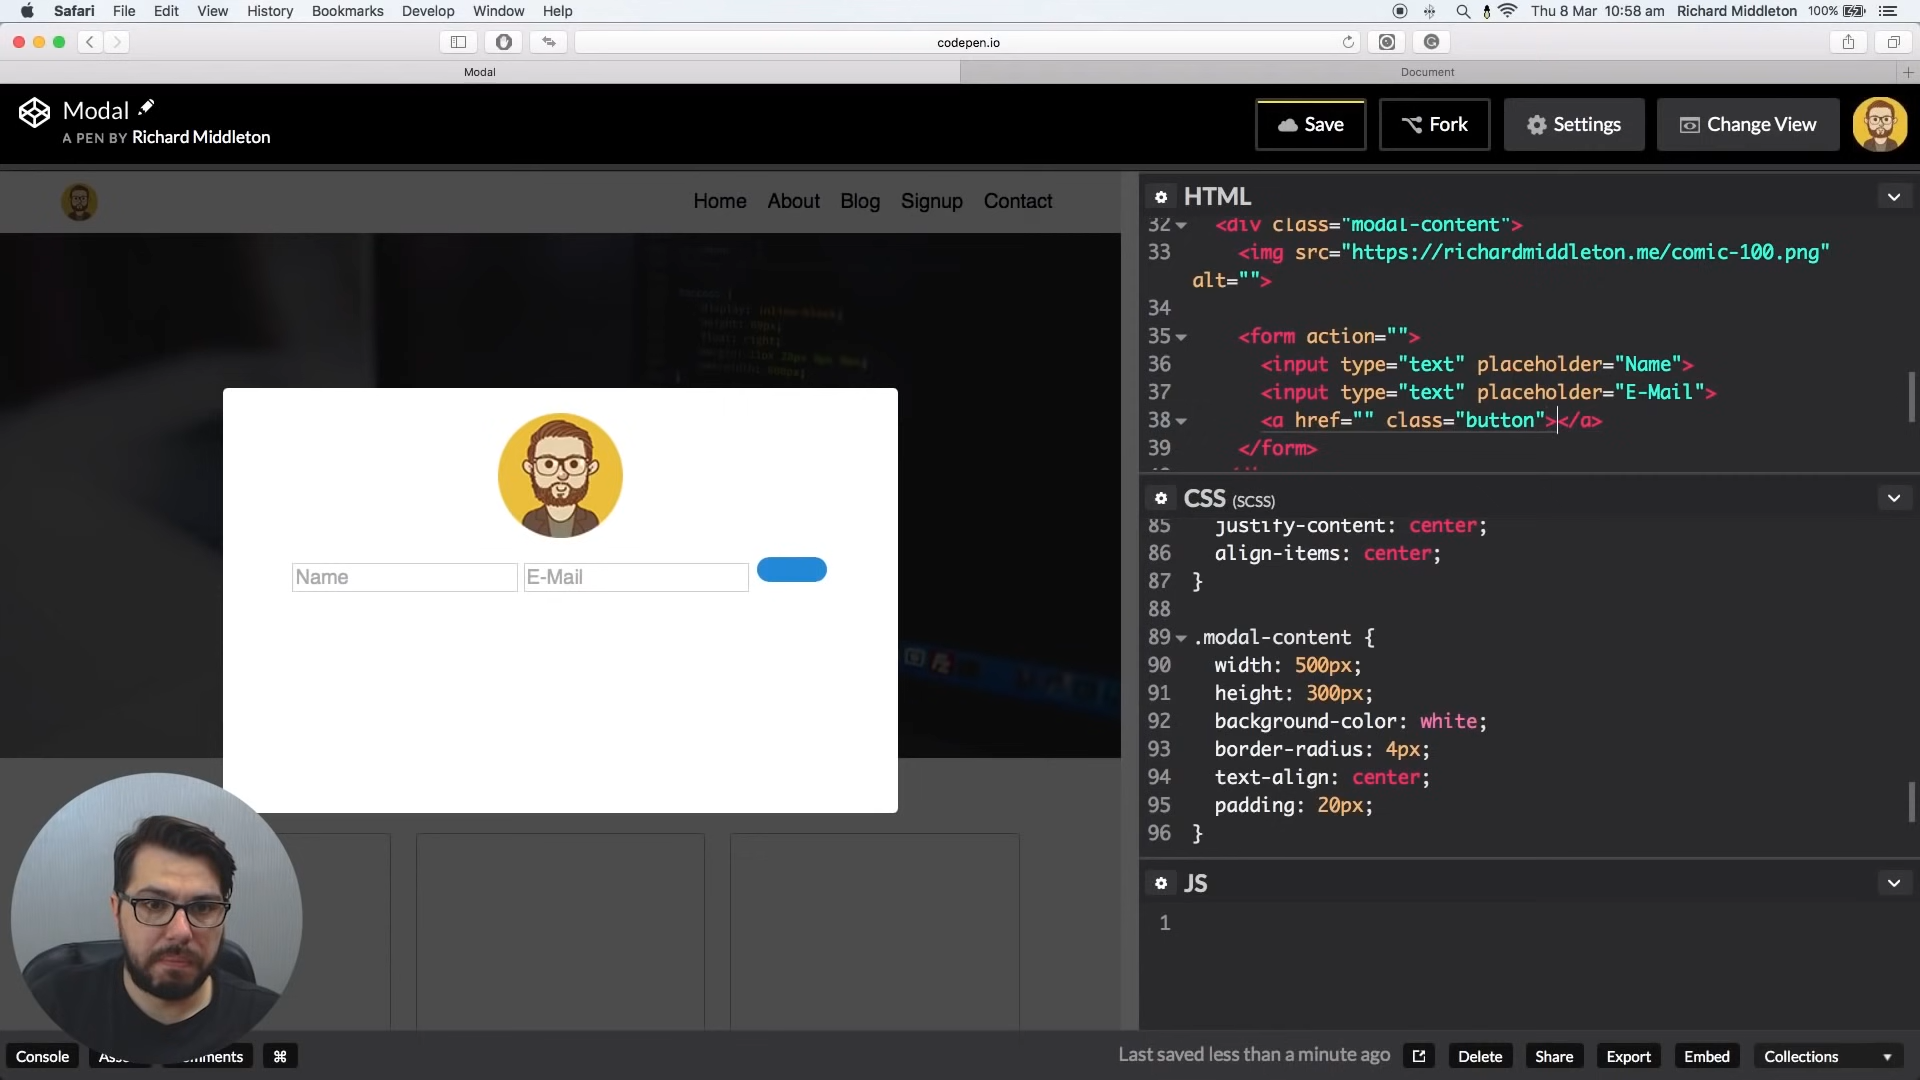 Safari File Edit View History Bookmarks Develop Window Help
Thu 8 Mar 10:58 am Richard Middleton 100%
codepen.io
Modal
Document
Modal
A PEN BY Richard Middleton
Save
Fork
Settings
Change View
Home About Blog Signup Contact
Name
E-Mail
HTML
32 <div class="modal-content">
33 <img src="https://richardmiddleton.me/comic-100.png"
alt="">
34
35 <form action="">
36 <input type="text" placeholder="Name">
37 <input type="text" placeholder="E-Mail">
38 <a href="" class="button"></a>
39 </form>
CSS (SCSS)
85 justify-content: center;
86 align-items: center;
87 }
88
89 .modal-content {
90 width: 500px;
91 height: 300px;
92 background-color: white;
93 border-radius: 4px;
94 text-align: center;
95 padding: 20px;
96 }
JS
1
Console
Last saved less than a minute ago
Delete
Share
Export
Embed
Collections